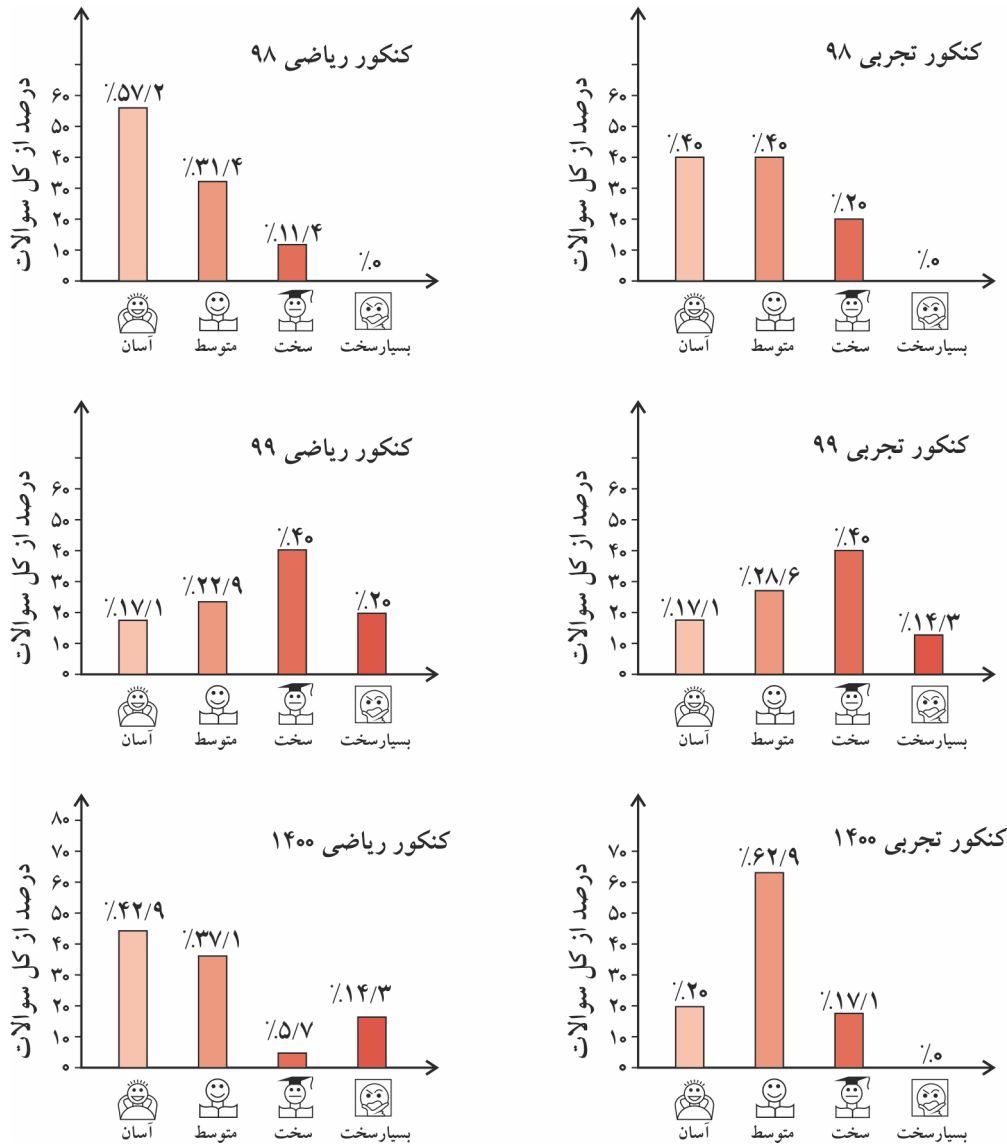 کنکور ریاضی ۹۸
درصد از کل سوالات
۶۰
۵۰
۴۰
۳۰
۲۰
۱۰
۰
٪۵۷/۲
٪۳۱/۴
٪۱۱/۴
٪۰
آسان
متوسط
سخت
بسیارسخت
کنکور تجربی ۹۸
درصد از کل سوالات
۶۰
۵۰
۴۰
۳۰
۲۰
۱۰
۰
٪۴۰
٪۴۰
٪۲۰
٪۰
آسان
متوسط
سخت
بسیارسخت
کنکور ریاضی ۹۹
درصد از کل سوالات
۶۰
۵۰
۴۰
۳۰
۲۰
۱۰
۰
٪۱۷/۱
٪۲۲/۹
٪۴۰
٪۲۰
آسان
متوسط
سخت
بسیارسخت
کنکور تجربی ۹۹
درصد از کل سوالات
۶۰
۵۰
۴۰
۳۰
۲۰
۱۰
۰
٪۱۷/۱
٪۲۸/۶
٪۴۰
٪۱۴/۳
آسان
متوسط
سخت
بسیارسخت
کنکور ریاضی ۱۴۰۰
درصد از کل سوالات
۸۰
۷۰
۶۰
۵۰
۴۰
۳۰
۲۰
۱۰
۰
٪۴۲/۹
٪۳۷/۱
٪۵/۷
٪۱۴/۳
آسان
متوسط
سخت
بسیارسخت
کنکور تجربی ۱۴۰۰
درصد از کل سوالات
۷۰
۶۰
۵۰
۴۰
۳۰
۲۰
۱۰
۰
٪۲۰
٪۶۲/۹
٪۱۷/۱
٪۰
آسان
متوسط
سخت
بسیارسخت